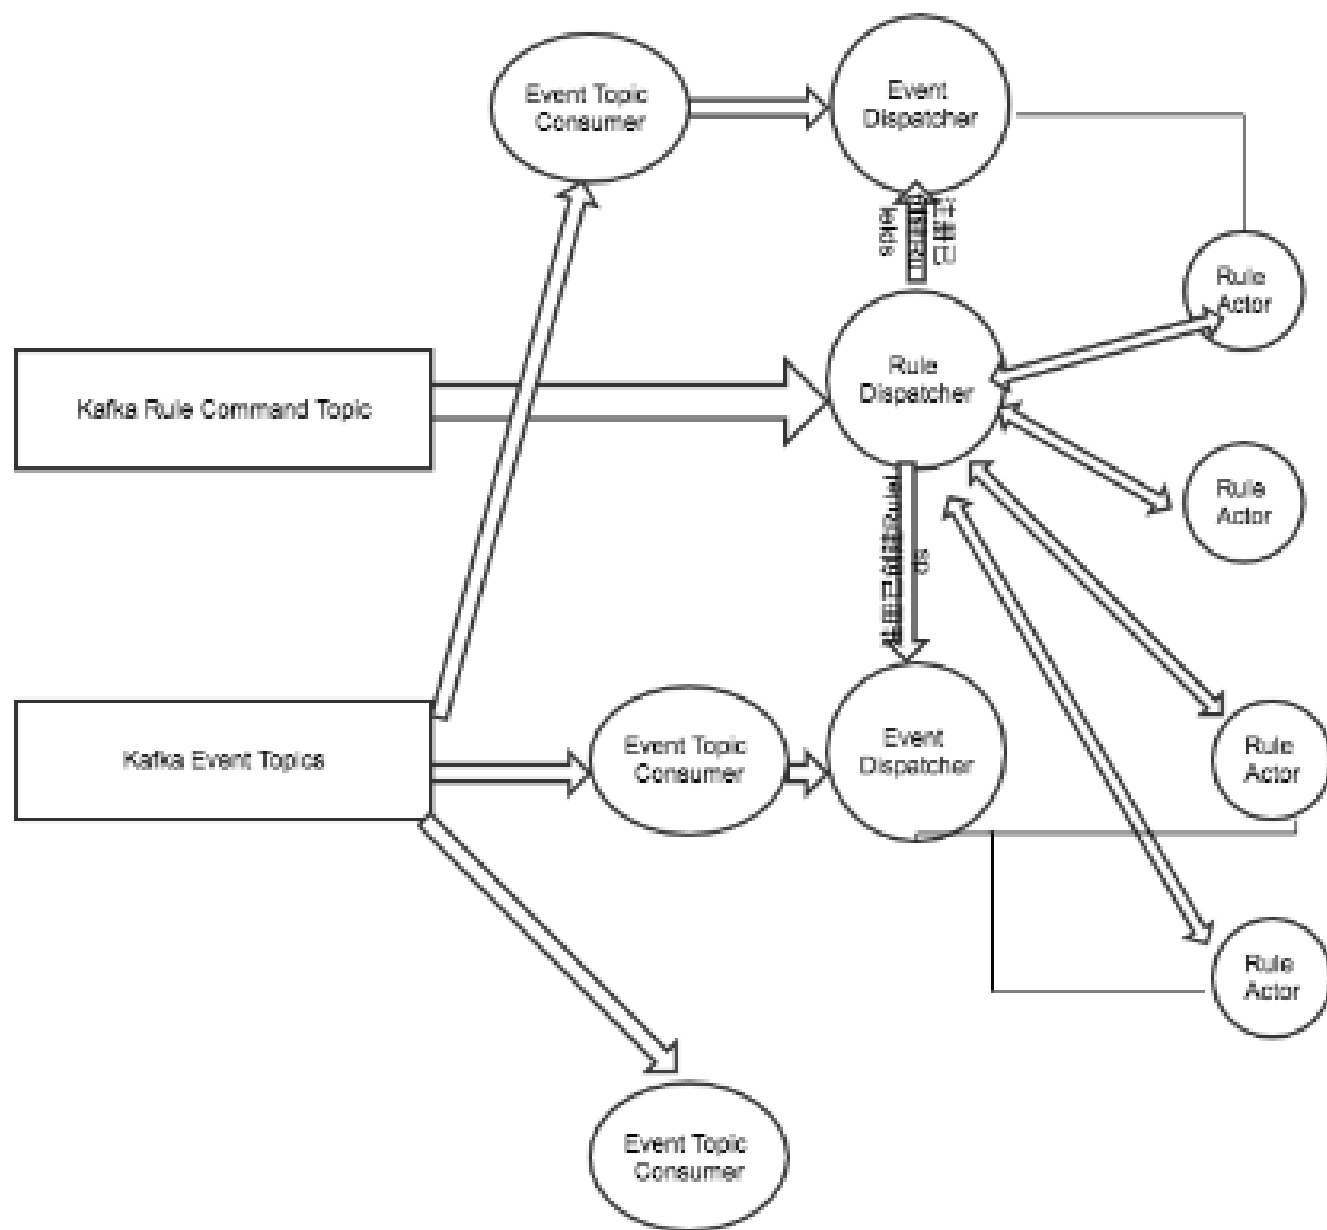 Event Topic
Consumer
Event
Dispatcher
Rule
Actor
Kafka Rule Command Topic
Rule
Dispatcher
Rule
Actor
Kafka Event Topics
Event Topic
Consumer
Event
Dispatcher
Rule
Actor
Rule
Actor
Event Topic
Consumer